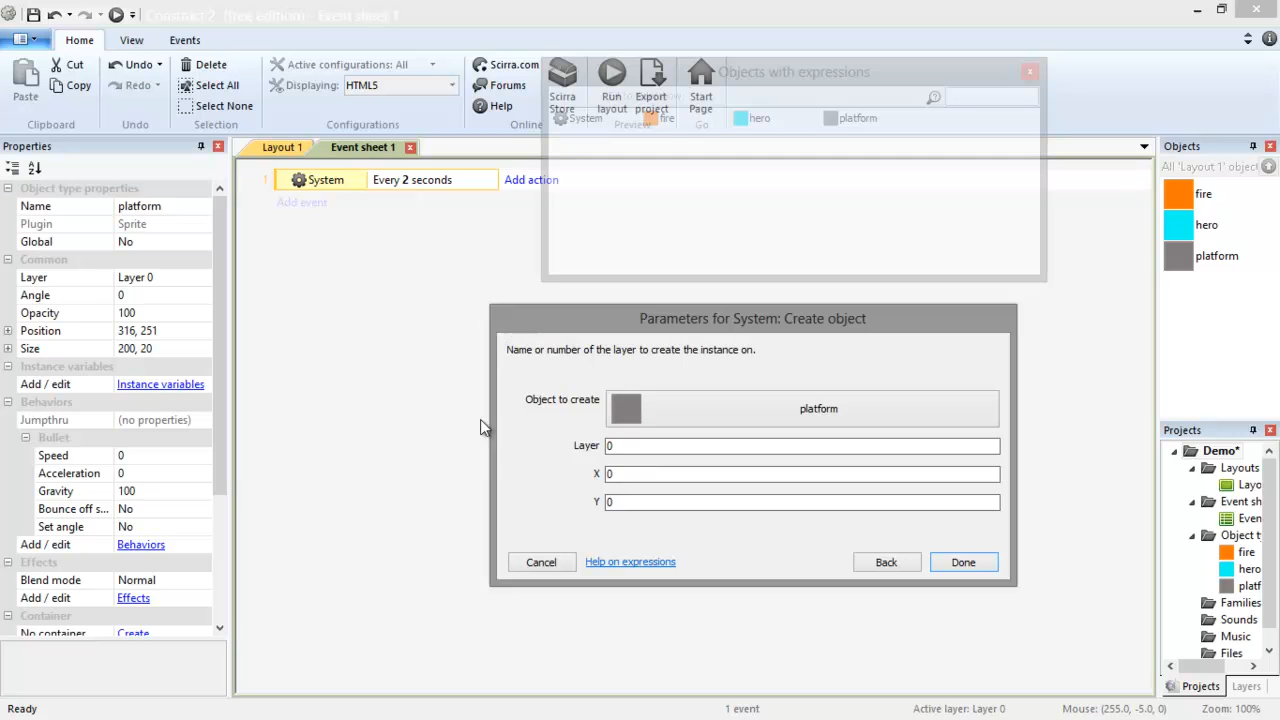 Construct 2 (free edition) - Event sheet 1
Home View Events
Paste
Cut
Copy
Clipboard
Undo
Redo
Undo
Delete
Select All
Select None
Selection
Active configurations: All
Displaying: HTML5
Configurations
Scirra.com
Forums
Help
Online
Scirra
Store
Run
layout
Export
project
Preview
Start
Page
Go
Objects with expressions
System fire hero platform
Properties
Object type properties
Name platform
Plugin Sprite
Global No
Common
Layer Layer 0
Angle 0
Opacity 100
Position 316, 251
Size 200, 20
Instance variables
Add / edit Instance variables
Behaviors
Jumpthru (no properties)
Bullet
Speed 0
Acceleration 0
Gravity 100
Bounce off s... No
Set angle No
Add / edit Behaviors
Effects
Blend mode Normal
Add / edit Effects
Container
No container Create
Layout 1 Event sheet 1
1 System Every 2 seconds Add action
Add event
Parameters for System: Create object
Name or number of the layer to create the instance on.
Object to create platform
Layer 0
X 0
Y 0
Cancel Help on expressions Back Done
Objects
All 'Layout 1' object
fire
hero
platform
Projects
Demo*
Layouts
Layo
Event sh
Even
Object t
fire
hero
platf
Families
Sounds
Music
Files
Projects Layers
Ready 1 event Active layer: Layer 0 Mouse: (255.0, -5.0, 0) Zoom: 100%